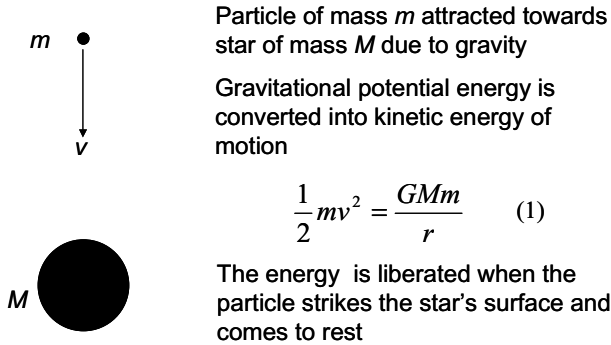 Particle of mass m attracted towards
star of mass M due to gravity
m
Gravitational potential energy is
converted into kinetic energy of
motion
v
1/2 mv² = GMm/r (1)
The energy is liberated when the
particle strikes the star's surface and
comes to rest
M